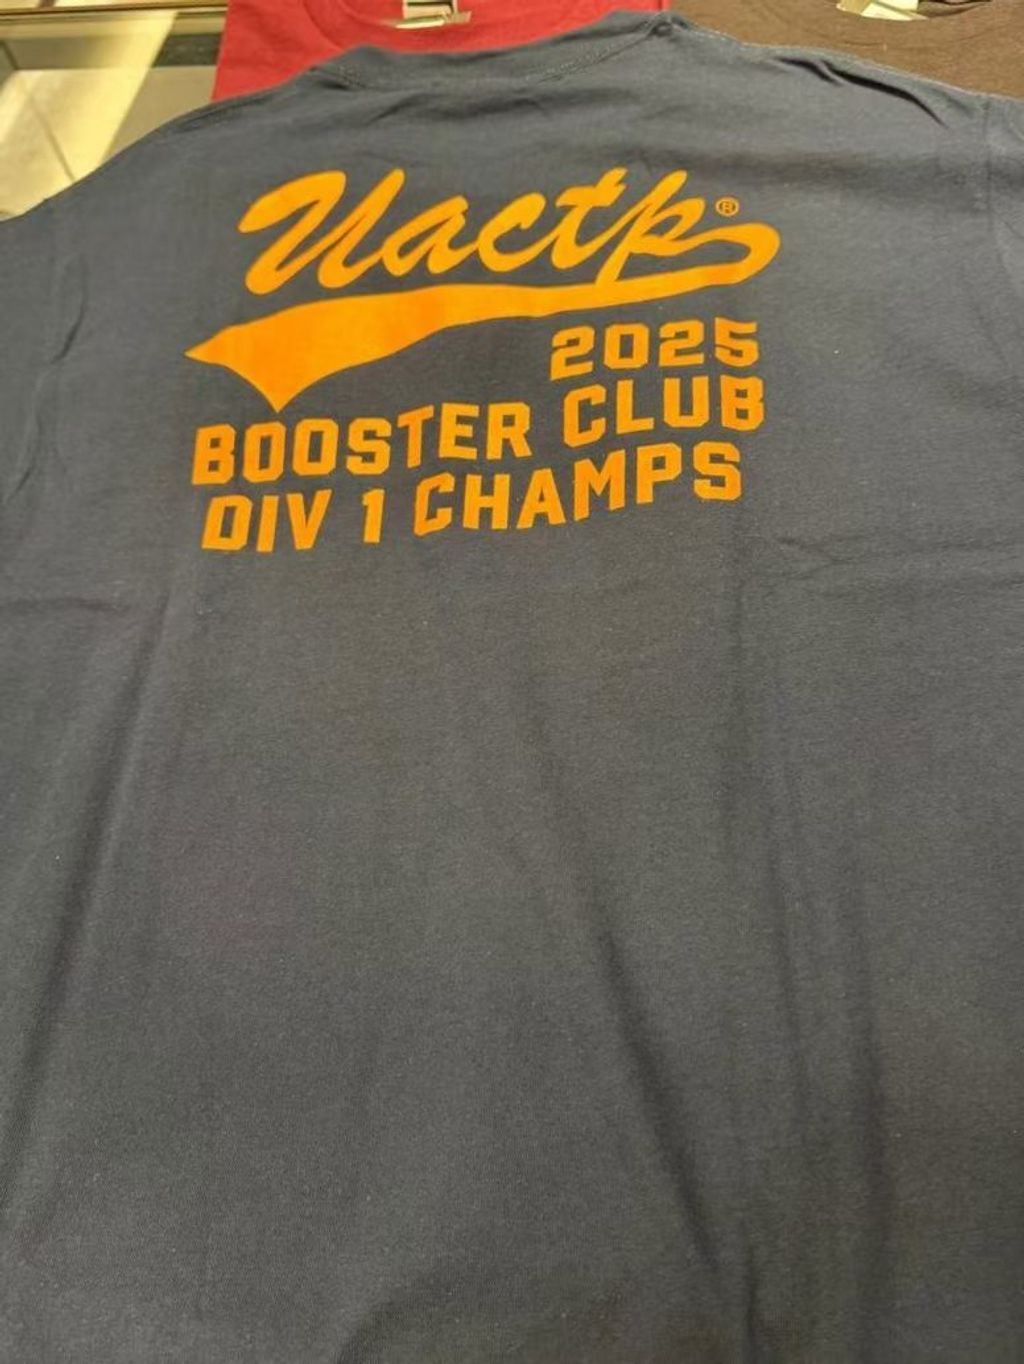 Uactp®
2025
BOOSTER CLUB
DIV 1 CHAMPS